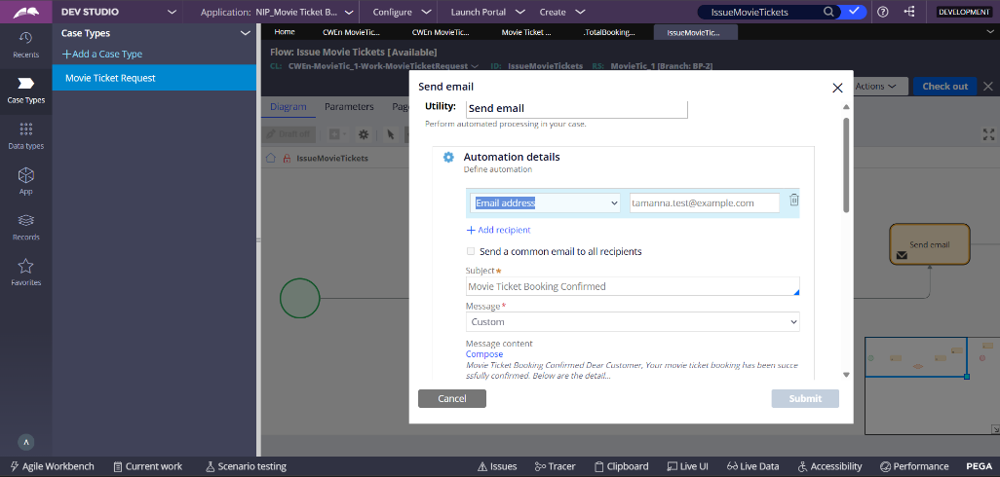 DEV STUDIO
Application: NIP_Movie Ticket B...
Configure
Launch Portal
Create
IssueMovieTickets
DEVELOPMENT
Recents
Case Types
Data types
App
Records
Favorites
A
Case Types
+Add a Case Type
Movie Ticket Request
Home
CWEn MovieTic...
CWEn MovieTic...
Movie Ticket ...
.TotalBooking...
IssueMovieTic...
Flow: Issue Movie Tickets [Available]
CL: CWEn-MovieTic_1-Work-MovieTicketRequest ID: IssueMovieTickets RS: MovieTic_1 [Branch: BP-2]
Actions
Check out
Diagram
Parameters
Pag
Draft off
IssueMovieTickets
Send email
Utility: Send email
Perform automated processing in your case.
Automation details
Define automation
Email address
tamanna.test@example.com
+ Add recipient
Send a common email to all recipients
Subject★
Movie Ticket Booking Confirmed
Message*
Custom
Message content
Compose
Movie Ticket Booking Confirmed Dear Customer, Your movie ticket booking has been succe
ssfully confirmed. Below are the detail...
Cancel
Submit
Send email
Agile Workbench
Current work
Scenario testing
Issues
Tracer
Clipboard
Live UI
Live Data
Accessibility
Performance
PEGA